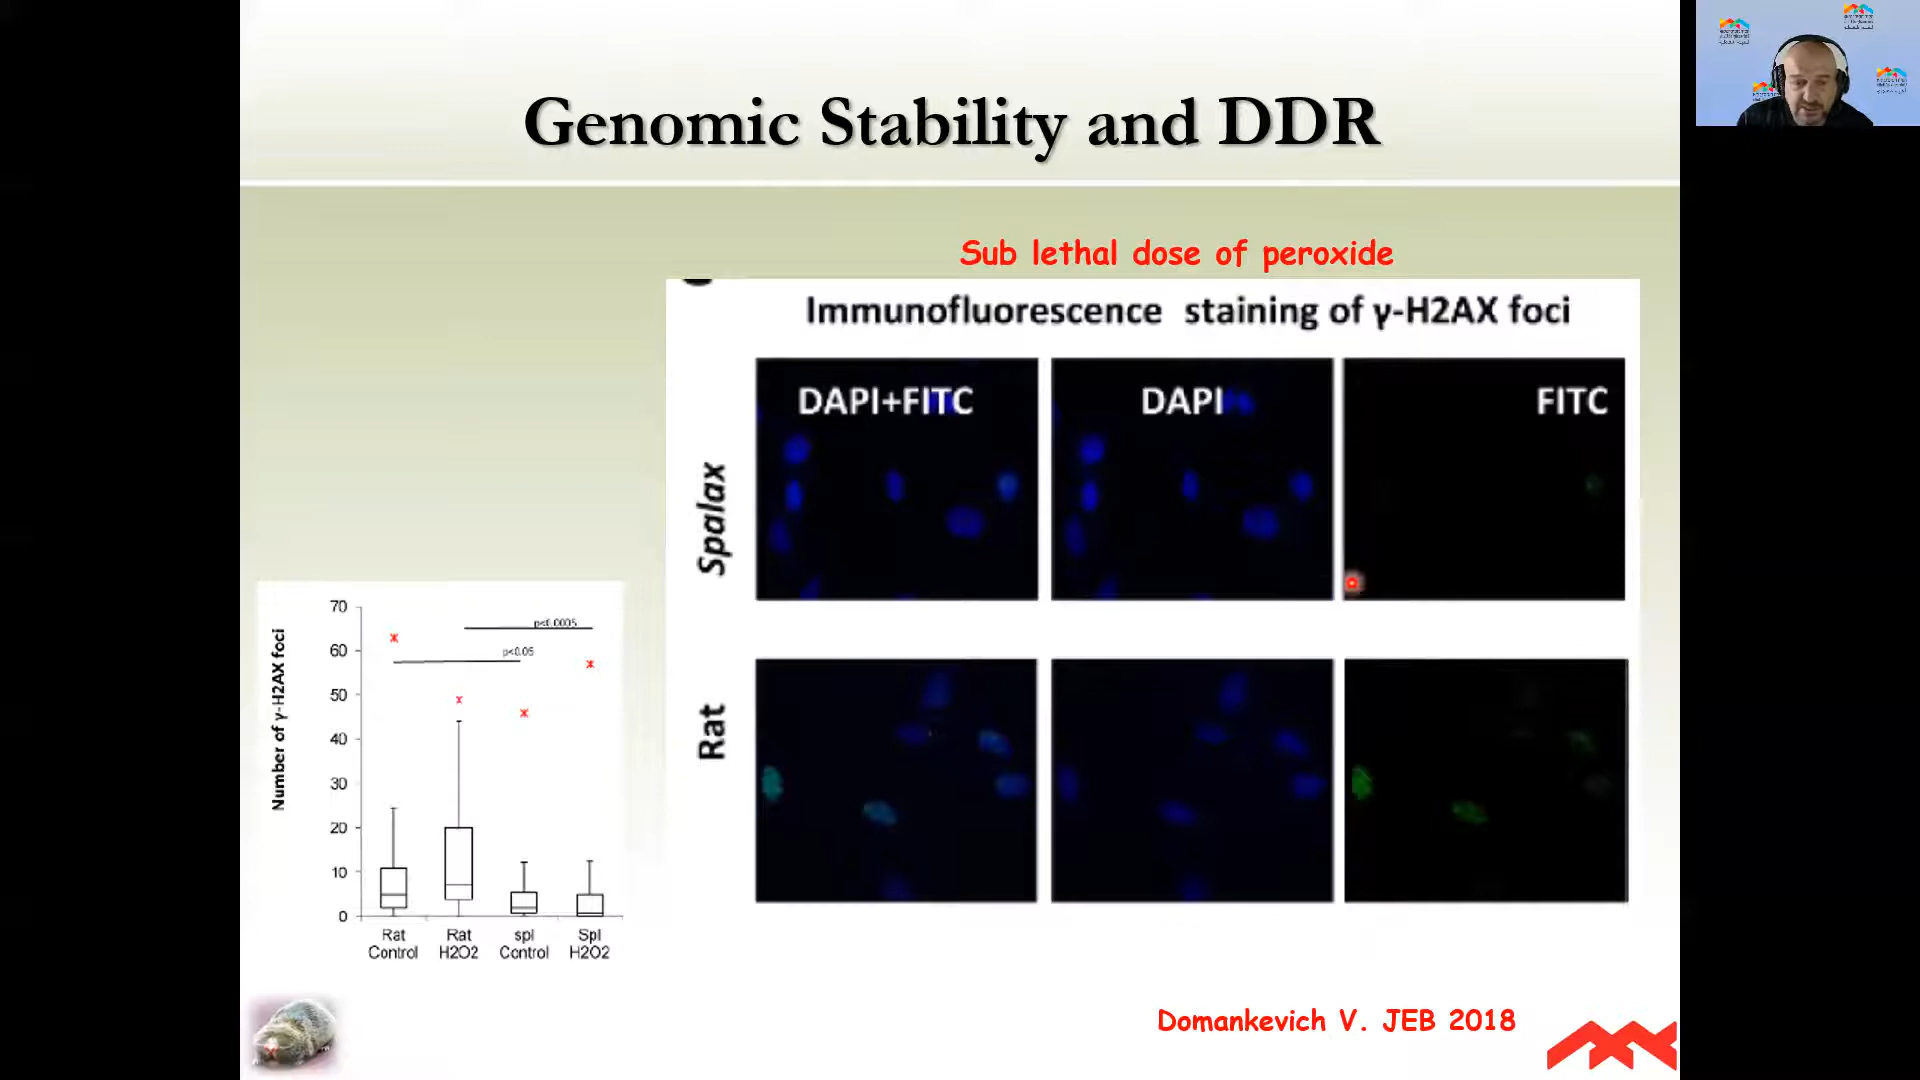 Genomic Stability and DDR
Sub lethal dose of peroxide
Immunofluorescence staining of γ-H2AX foci
DAPI+FITC
DAPI
FITC
Spalax
Rat
Number of γ-H2AX foci
70
60
50
40
30
20
10
0
p<0.0005
p<0.05
Rat Control
Rat H2O2
spl Control
Spl H2O2
Domankevich V. JEB 2018